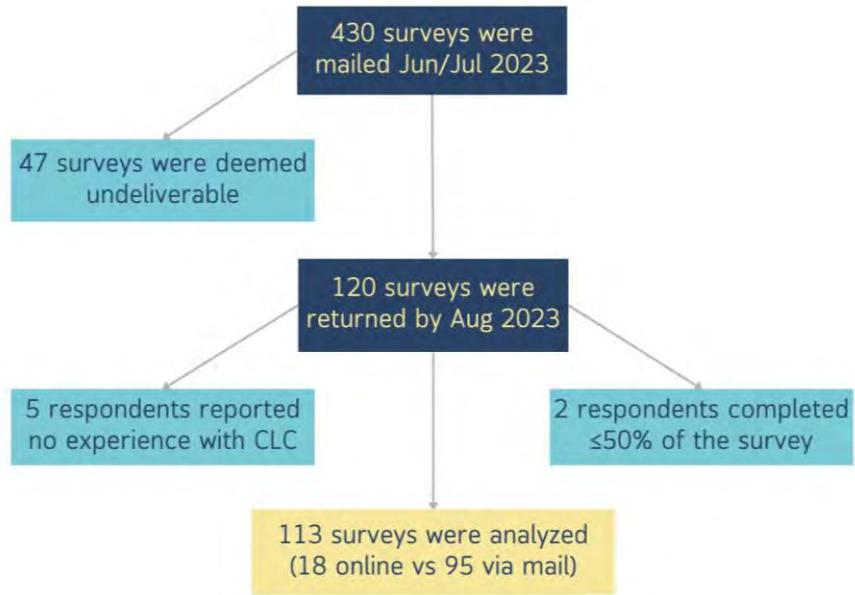 430 surveys were
mailed Jun/Jul 2023
47 surveys were deemed
undeliverable
120 surveys were
returned by Aug 2023
5 respondents reported
no experience with CLC
2 respondents completed
≤50% of the survey
113 surveys were analyzed
(18 online vs 95 via mail)